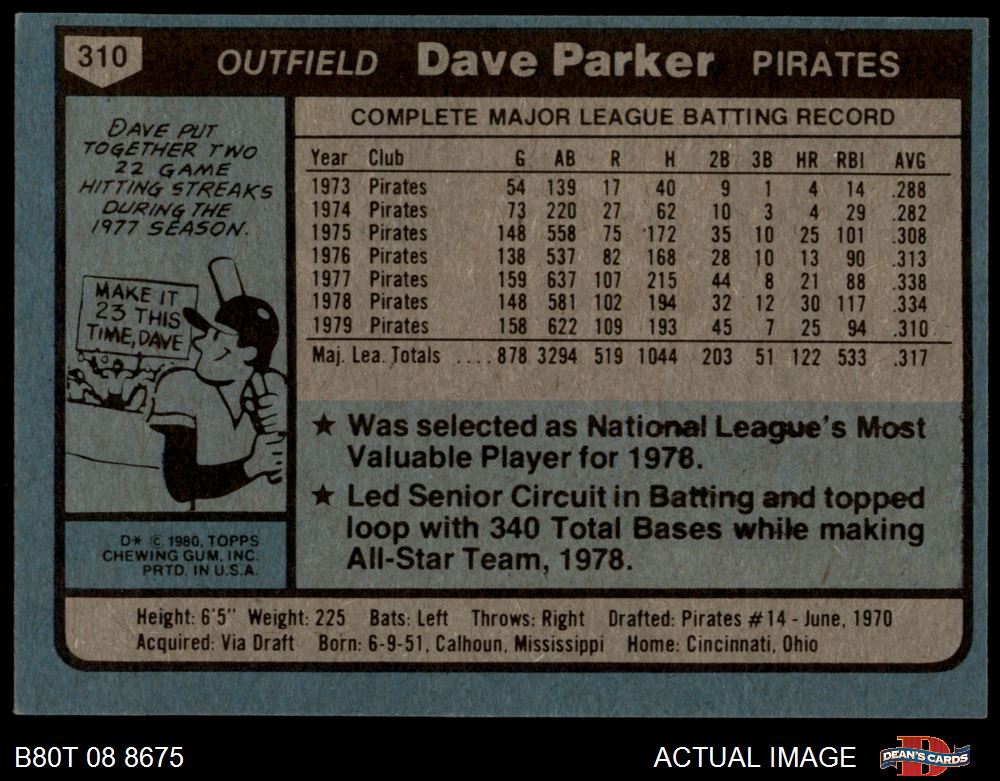 310 OUTFIELD Dave Parker PIRATES
DAVE PUT
TOGETHER TWO
22 GAME
HITTING STREAKS
DURING THE
1977 SEASON.
MAKE IT
23 THIS
TIME, DAVE
D* © 1980, TOPPS
CHEWING GUM, INC.
PRTD. IN U.S.A.
COMPLETE MAJOR LEAGUE BATTING RECORD
Year Club G AB R H 2B 3B HR RBI AVG
1973 Pirates 54 139 17 40 9 1 4 14 .288
1974 Pirates 73 220 27 62 10 3 4 29 .282
1975 Pirates 148 558 75 172 35 10 25 101 .308
1976 Pirates 138 537 82 168 28 10 13 90 .313
1977 Pirates 159 637 107 215 44 8 21 88 .338
1978 Pirates 148 581 102 194 32 12 30 117 .334
1979 Pirates 158 622 109 193 45 7 25 94 .310
Maj. Lea. Totals ....878 3294 519 1044 203 51 122 533 .317
★ Was selected as National League's Most
Valuable Player for 1978.
★ Led Senior Circuit in Batting and topped
loop with 340 Total Bases while making
All-Star Team, 1978.
Height: 6'5" Weight: 225 Bats: Left Throws: Right Drafted: Pirates #14 - June, 1970
Acquired: Via Draft Born: 6-9-51, Calhoun, Mississippi Home: Cincinnati, Ohio
B80T 08 8675 ACTUAL IMAGE DEAN'S CARDS